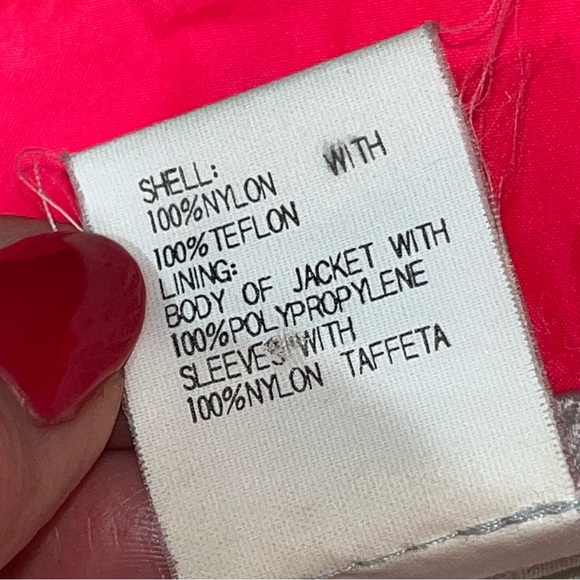 SHELL:
100%NYLON WITH
100%TEFLON
LINING:
BODY OF JACKET WITH
100%POLYPROPYLENE
SLEEVES WITH
100%NYLON TAFFETA